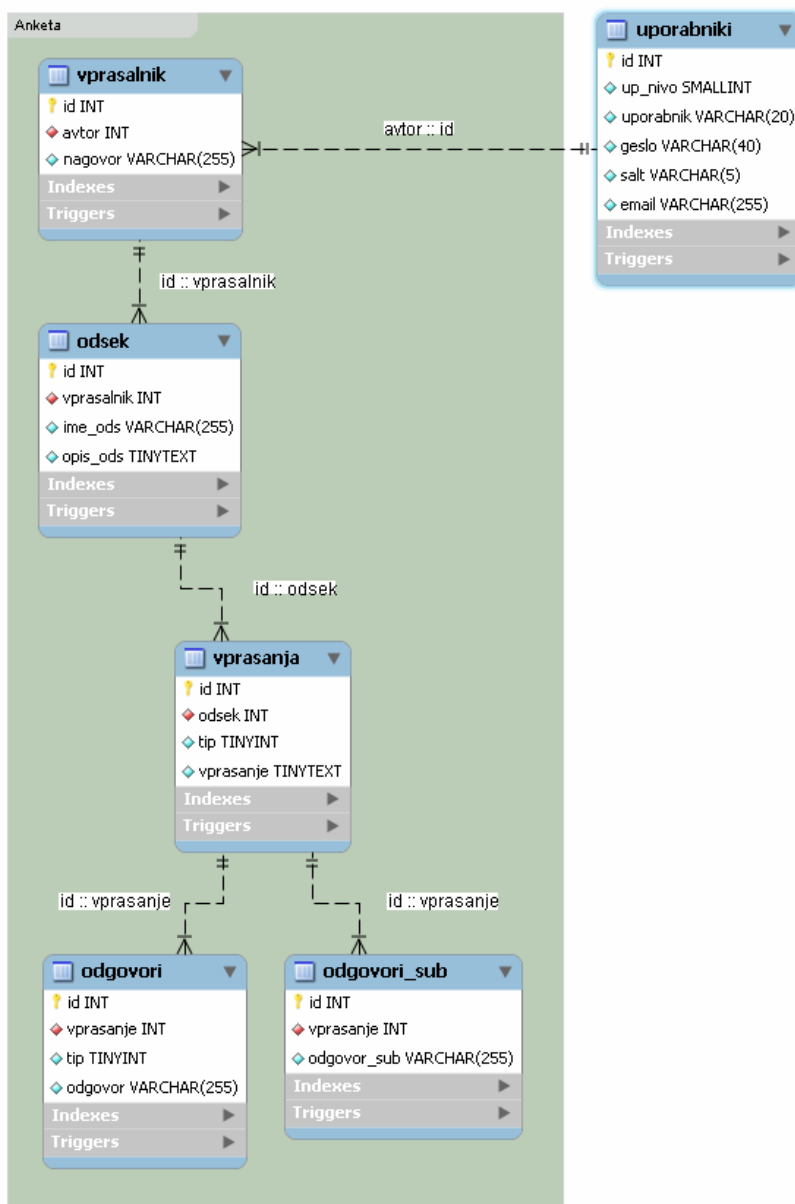 Anketa
vprasalnik
id INT
avtor INT
nagovor VARCHAR(255)
Indexes
Triggers
avtor :: id
uporabniki
id INT
up_nivo SMALLINT
uporabnik VARCHAR(20)
geslo VARCHAR(40)
salt VARCHAR(5)
email VARCHAR(255)
Indexes
Triggers
id :: vprasalnik
odsek
id INT
vprasalnik INT
ime_ods VARCHAR(255)
opis_ods TINYTEXT
Indexes
Triggers
id :: odsek
vprasanja
id INT
odsek INT
tip TINYINT
vprasanje TINYTEXT
Indexes
Triggers
id :: vprasanje
id :: vprasanje
odgovori
id INT
vprasanje INT
tip TINYINT
odgovor VARCHAR(255)
Indexes
Triggers
odgovori_sub
id INT
vprasanje INT
odgovor_sub VARCHAR(255)
Indexes
Triggers